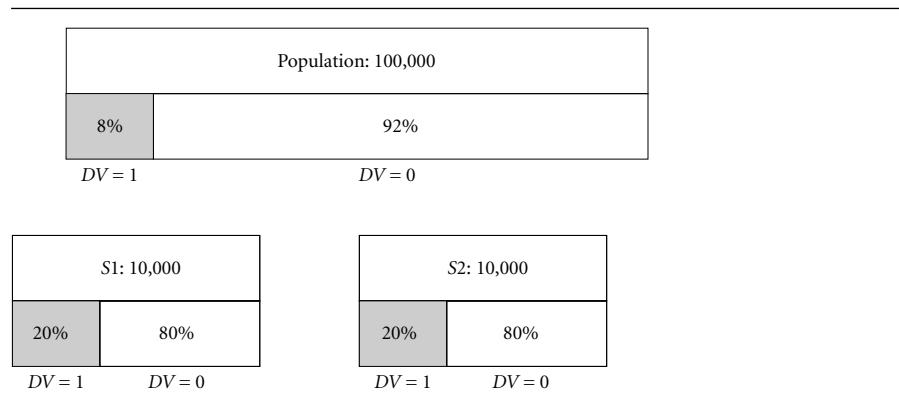 Population: 100,000
8% 92%
DV = 1 DV = 0
S1: 10,000 S2: 10,000
20% 80% 20% 80%
DV = 1 DV = 0 DV = 1 DV = 0